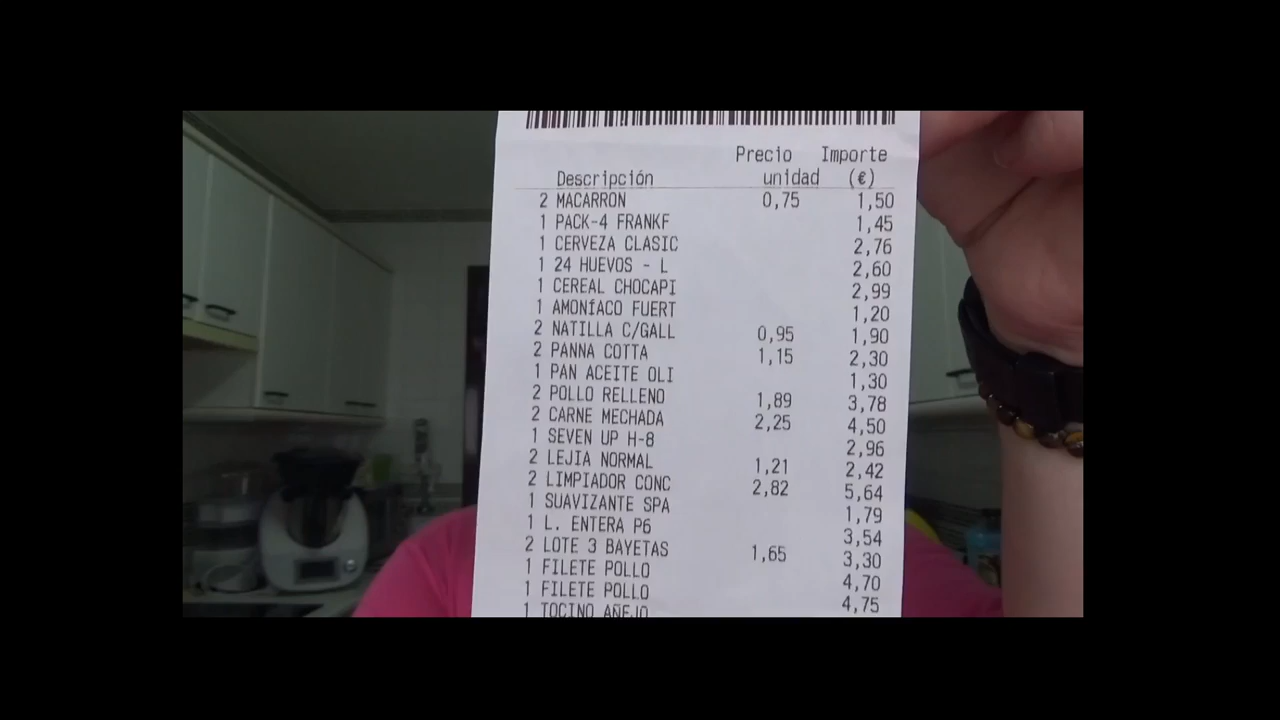 Precio Importe
Descripción unidad (€)
2 MACARRON 0,75 1,50
1 PACK-4 FRANKF 1,45
1 CERVEZA CLASIC 2,76
1 24 HUEVOS - L 2,60
1 CEREAL CHOCAPI 2,99
1 AMONÍACO FUERT 1,20
2 NATILLA C/GALL 0,95 1,90
2 PANNA COTTA 1,15 2,30
1 PAN ACEITE OLI 1,30
2 POLLO RELLENO 1,89 3,78
2 CARNE MECHADA 2,25 4,50
1 SEVEN UP H-8 2,96
2 LEJIA NORMAL 1,21 2,42
2 LIMPIADOR CONC 2,82 5,64
1 SUAVIZANTE SPA 1,79
1 L. ENTERA P6 3,54
2 LOTE 3 BAYETAS 1,65 3,30
1 FILETE POLLO 4,70
1 FILETE POLLO 4,75
1 TOCINO AÑEJO